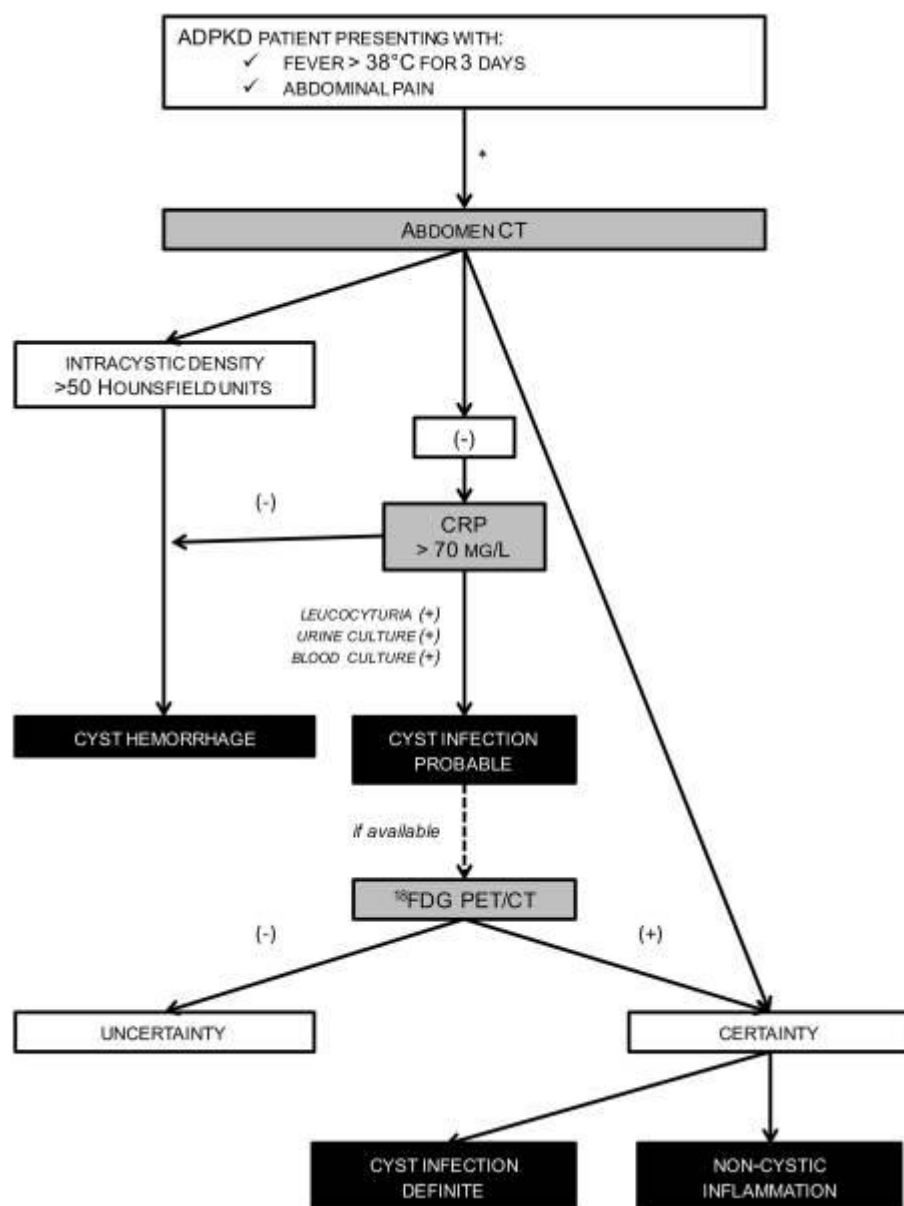 ADPKD PATIENT PRESENTING WITH:
✓ FEVER > 38°C FOR 3 DAYS
✓ ABDOMINAL PAIN
*
ABDOMEN CT
INTRACYSTIC DENSITY
>50 HOUNSFIELD UNITS
(-)
(-)
CRP
> 70 MG/L
LEUCOCYTURIA (+)
URINE CULTURE (+)
BLOOD CULTURE (+)
CYST HEMORRHAGE
CYST INFECTION
PROBABLE
if available
¹⁸FDG PET/CT
(-)
(+)
UNCERTAINTY
CERTAINTY
CYST INFECTION
DEFINITE
NON-CYSTIC
INFLAMMATION